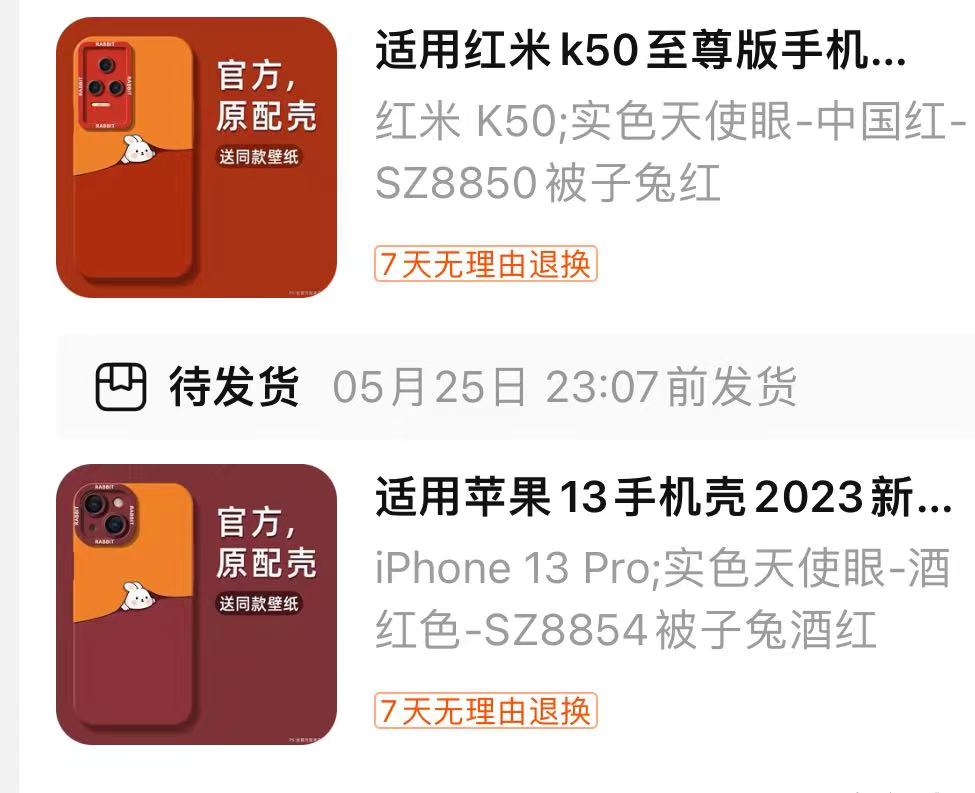 RABBIT
RABBIT
RABBIT
RABBIT
官方，
原配壳
送同款壁纸
适用红米k50至尊版手机...
红米 K50;实色天使眼-中国红-
SZ8850被子兔红
7天无理由退换
待发货 05月25日 23:07前发货
RABBIT
RABBIT
RABBIT
RABBIT
官方，
原配壳
送同款壁纸
适用苹果13手机壳2023新...
iPhone 13 Pro;实色天使眼-酒
红色-SZ8854被子兔酒红
7天无理由退换